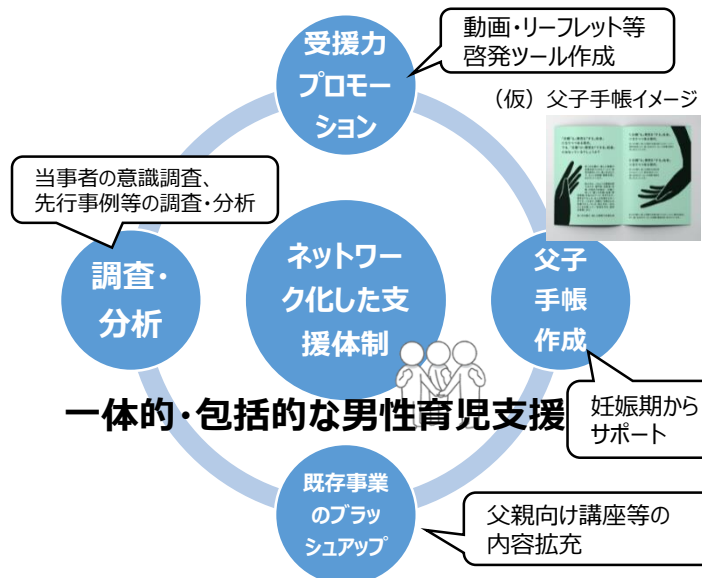 受援力
プロモー
ション
動画・リーフレット等
啓発ツール作成
（仮）父子手帳イメージ
当事者の意識調査、
先行事例等の調査・分析
調査・
分析
ネットワー
ク化した支
援体制
父子
手帳
作成
一体的・包括的な男性育児支援
妊娠期から
サポート
既存事業
のブラッ
シュアップ
父親向け講座等の
内容拡充